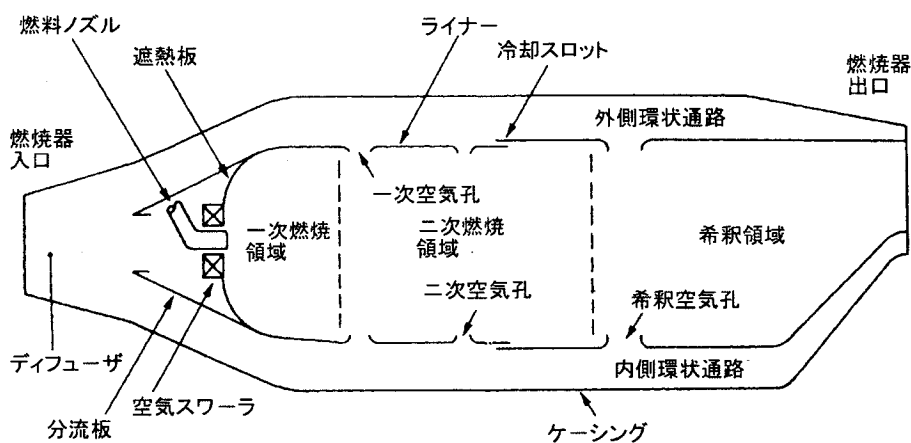 燃料ノズル
遮熱板
ライナー
冷却スロット
燃焼器
出口
燃焼器
入口
外側環状通路
一次空気孔
一次燃焼
領域
二次燃焼
領域
希釈領域
二次空気孔
希釈空気孔
ディフューザ
空気スワーラ
分流板
内側環状通路
ケーシング